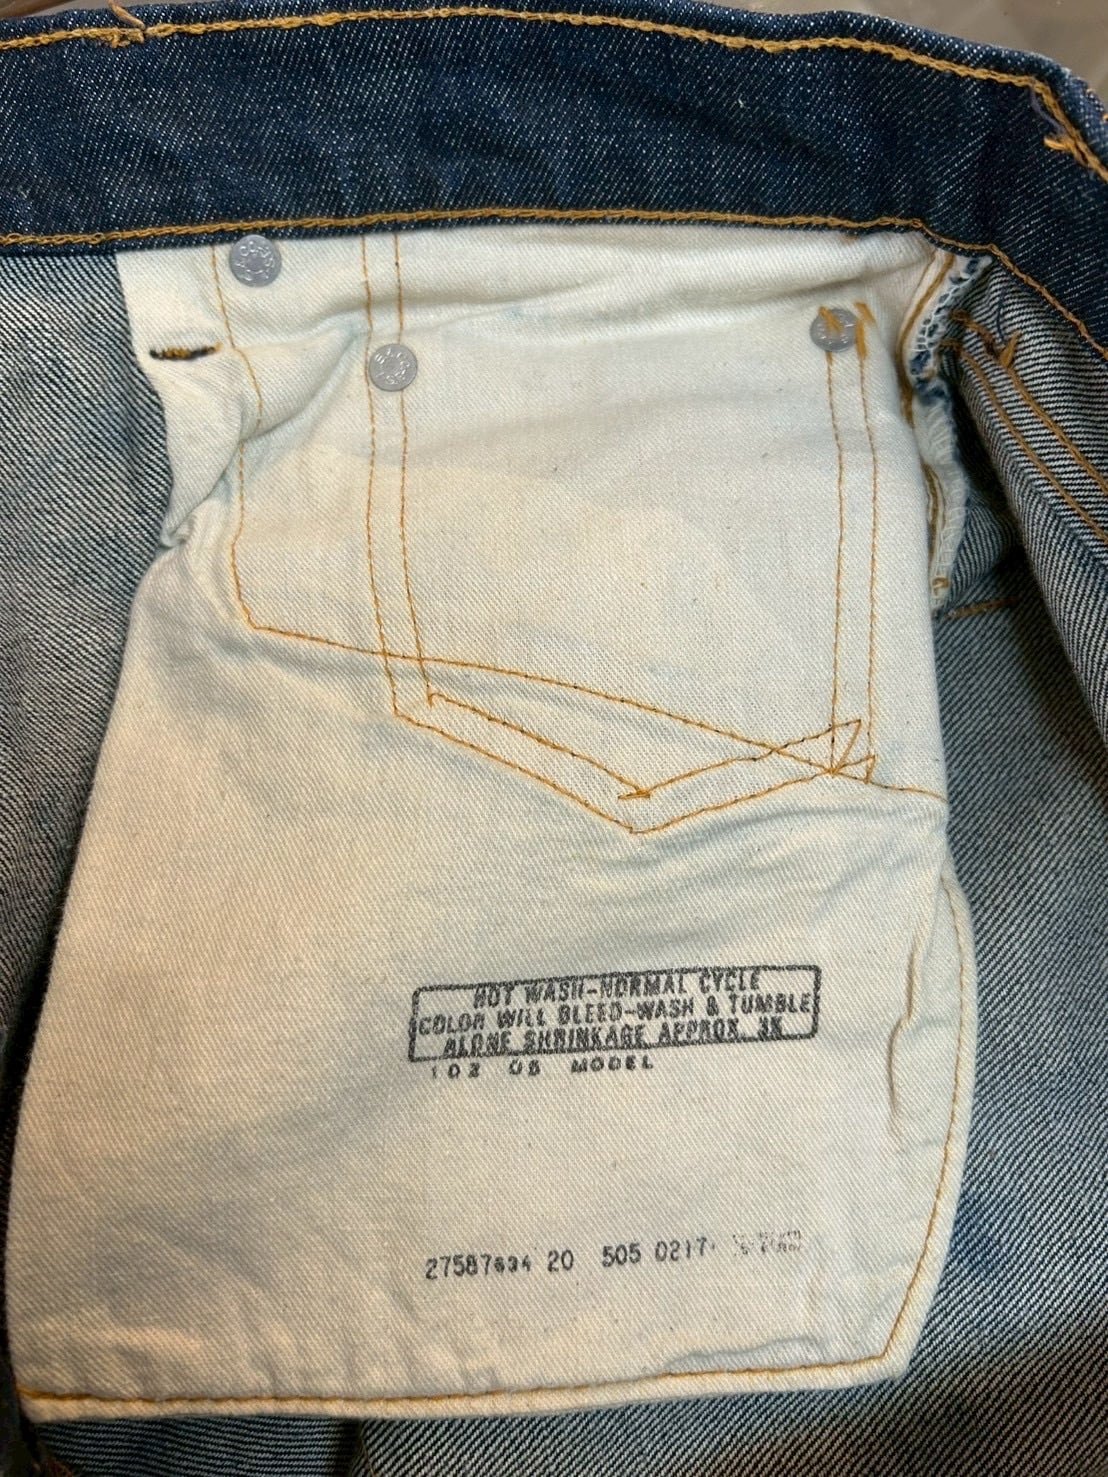 HOT WASH-NORMAL CYCLE
COLOR WILL BLEED-WASH & TUMBLE
ALONE SHRINKAGE APPROX. 3%
103 08 MODEL
27587634 20 505 0217